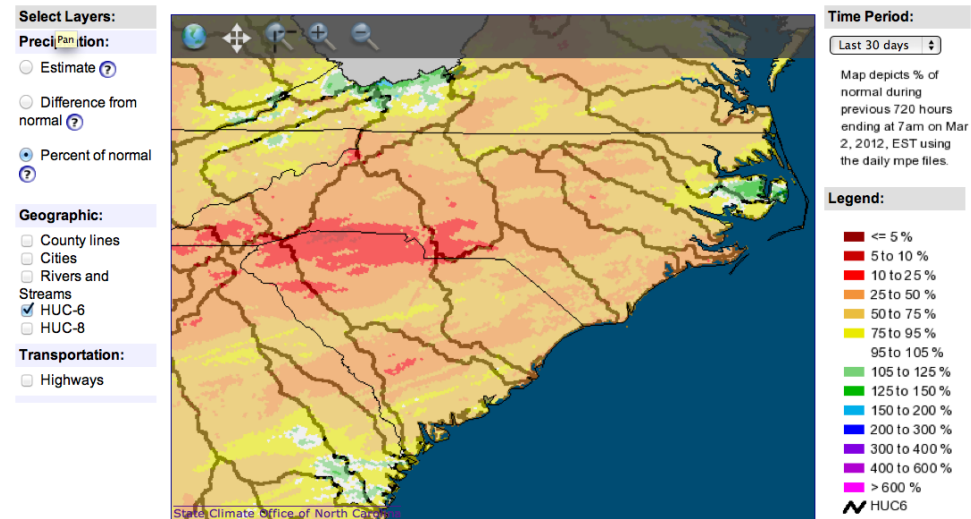 Select Layers:
Precipitation:
Pan
Estimate ?
Difference from
normal ?
Percent of normal
?
Geographic:
County lines
Cities
Rivers and
Streams
HUC-6
HUC-8
Transportation:
Highways
State Climate Office of North Carolina
Time Period:
Last 30 days
Map depicts % of
normal during
previous 720 hours
ending at 7am on Mar
2, 2012, EST using
the daily mpe files.
Legend:
<= 5 %
5 to 10 %
10 to 25 %
25 to 50 %
50 to 75 %
75 to 95 %
95 to 105 %
105 to 125 %
125 to 150 %
150 to 200 %
200 to 300 %
300 to 400 %
400 to 600 %
> 600 %
HUC6